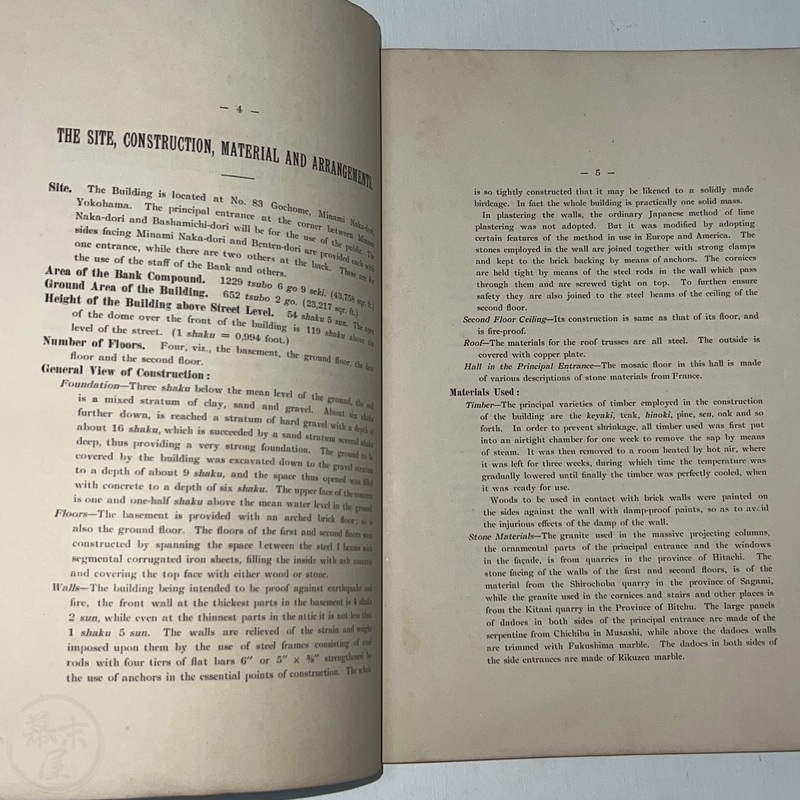 — 4 —
THE SITE, CONSTRUCTION, MATERIAL AND ARRANGEMENTS.
Site. The Building is located at No. 83 Gochome, Minami Naka-dori,
Yokohama. The principal entrance at the corner between Minami
Naka-dori and Bashamichi-dori will be for the use of the public. The
sides facing Minami Naka-dori and Benten-dori are provided each with
one entrance, while there are two others at the back. These are for
the use of the staff of the Bank and others.
Area of the Bank Compound. 1229 tsubo 6 go 9 seki. (43,758 sqr. ft.)
Ground Area of the Building. 652 tsubo 2 go. (23,217 sqr. ft.)
Height of the Building above Street Level. 54 shaku 5 sun. The apex
of the dome over the front of the building is 119 shaku above the
level of the street. (1 shaku = 0,994 foot.)
Number of Floors. Four, viz., the basement, the ground floor, the first
floor and the second floor.
General View of Construction:
Foundation—Three shaku below the mean level of the ground, the soil
is a mixed stratum of clay, sand and gravel. About six shaku
further down, is reached a stratum of hard gravel with a depth of
about 16 shaku, which is succeeded by a sand stratum several shaku
deep, thus providing a very strong foundation. The ground to be
covered by the building was excavated down to the gravel stratum
to a depth of about 9 shaku, and the space thus opened was filled
with concrete to a depth of six shaku. The upper face of the concrete
is one and one-half shaku above the mean water level in the ground.
Floors—The basement is provided with an arched brick floor; so is
also the ground floor. The floors of the first and second floors were
constructed by spanning the space between the steel I beams with
segmental corrugated iron sheets, filling the inside with ash concrete
and covering the top face with either wood or stone.
Walls—The building being intended to be proof against earthquake and
fire, the front wall at the thickest parts in the basement is 4 shaku
2 sun, while even at the thinnest parts in the attic it is not less than
1 shaku 5 sun. The walls are relieved of the strain and weight
imposed upon them by the use of steel frames consisting of steel
rods with four tiers of flat bars 6″ or 5″ × ⅜″ strengthened by
the use of anchors in the essential points of construction. The whole
— 5 —
is so tightly constructed that it may be likened to a solidly made
birdcage. In fact the whole building is practically one solid mass.
In plastering the walls, the ordinary Japanese method of lime
plastering was not adopted. But it was modified by adopting
certain features of the method in use in Europe and America. The
stones employed in the wall are joined together with strong clamps
and kept to the brick backing by means of anchors. The cornices
are held tight by means of the steel rods in the wall which pass
through them and are screwed tight on top. To further ensure
safety they are also joined to the steel beams of the ceiling of the
second floor.
Second Floor Ceiling—Its construction is same as that of its floor, and
is fire-proof.
Roof—The materials for the roof trusses are all steel. The outside is
covered with copper plate.
Hall in the Principal Entrance—The mosaic floor in this hall is made
of various descriptions of stone materials from France.
Materials Used:
Timber—The principal varieties of timber employed in the construction
of the building are the keyaki, teak, hinoki, pine, sen, oak and so
forth. In order to prevent shrinkage, all timber used was first put
into an airtight chamber for one week to remove the sap by means
of steam. It was then removed to a room heated by hot air, where
it was left for three weeks, during which time the temperature was
gradually lowered until finally the timber was perfectly cooled, when
it was ready for use.
Woods to be used in contact with brick walls were painted on
the sides against the wall with damp-proof paints, so as to avoid
the injurious effects of the damp of the wall.
Stone Materials—The granite used in the massive projecting columns,
the ornamental parts of the principal entrance and the windows
in the façade, is from quarries in the province of Hitachi. The
stone facing of the walls of the first and second floors, is of the
material from the Shirochoba quarry in the province of Sagami,
while the granite used in the cornices and stairs and other places is
from the Kitani quarry in the Province of Bitchu. The large panels
of dadoes in both sides of the principal entrance are made of the
serpentine from Chichibu in Musashi, while above the dadoes walls
are trimmed with Fukushima marble. The dadoes in both sides of
the side entrances are made of Rikuzen marble.
幕末屋